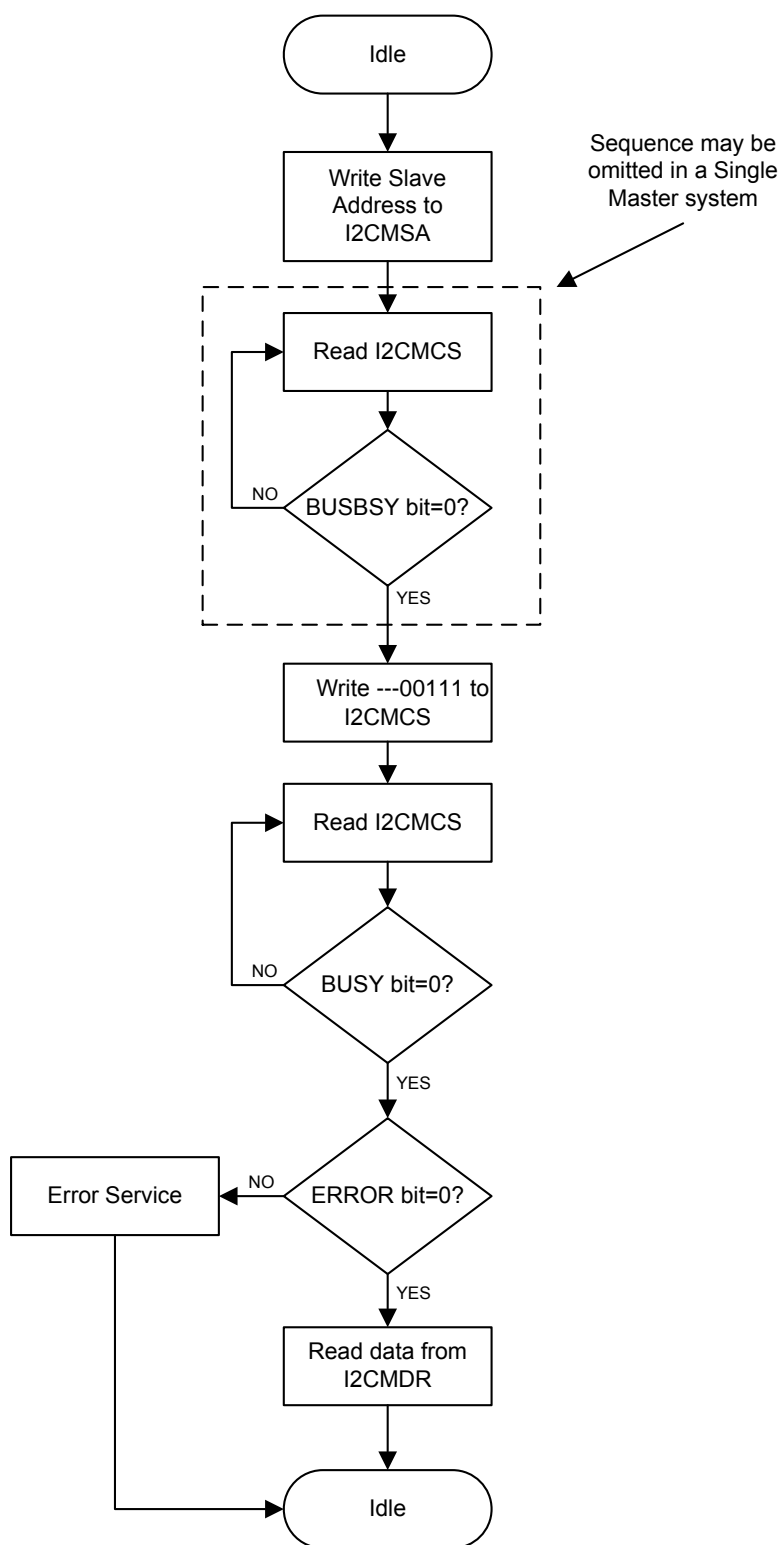 Idle
Sequence may be
omitted in a Single
Master system
Write Slave
Address to
I2CMSA
Read I2CMCS
NO
BUSBSY bit=0?
YES
Write ---00111 to
I2CMCS
Read I2CMCS
NO
BUSY bit=0?
YES
Error Service
NO
ERROR bit=0?
YES
Read data from
I2CMDR
Idle